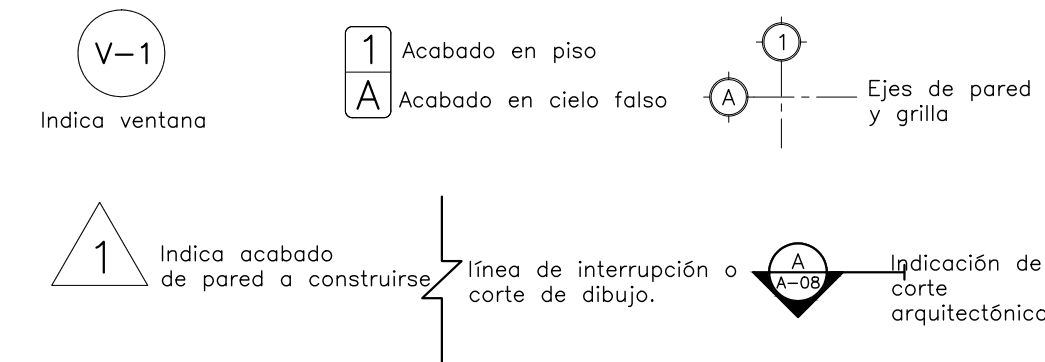 V-1
Indica ventana
1
Acabado en piso
A
Acabado en cielo falso
1
A
Ejes de pared
y grilla
1
Indica acabado
de pared a construirse
línea de interrupción o
corte de dibujo.
A
A-08
Indicación de
corte
arquitectónico